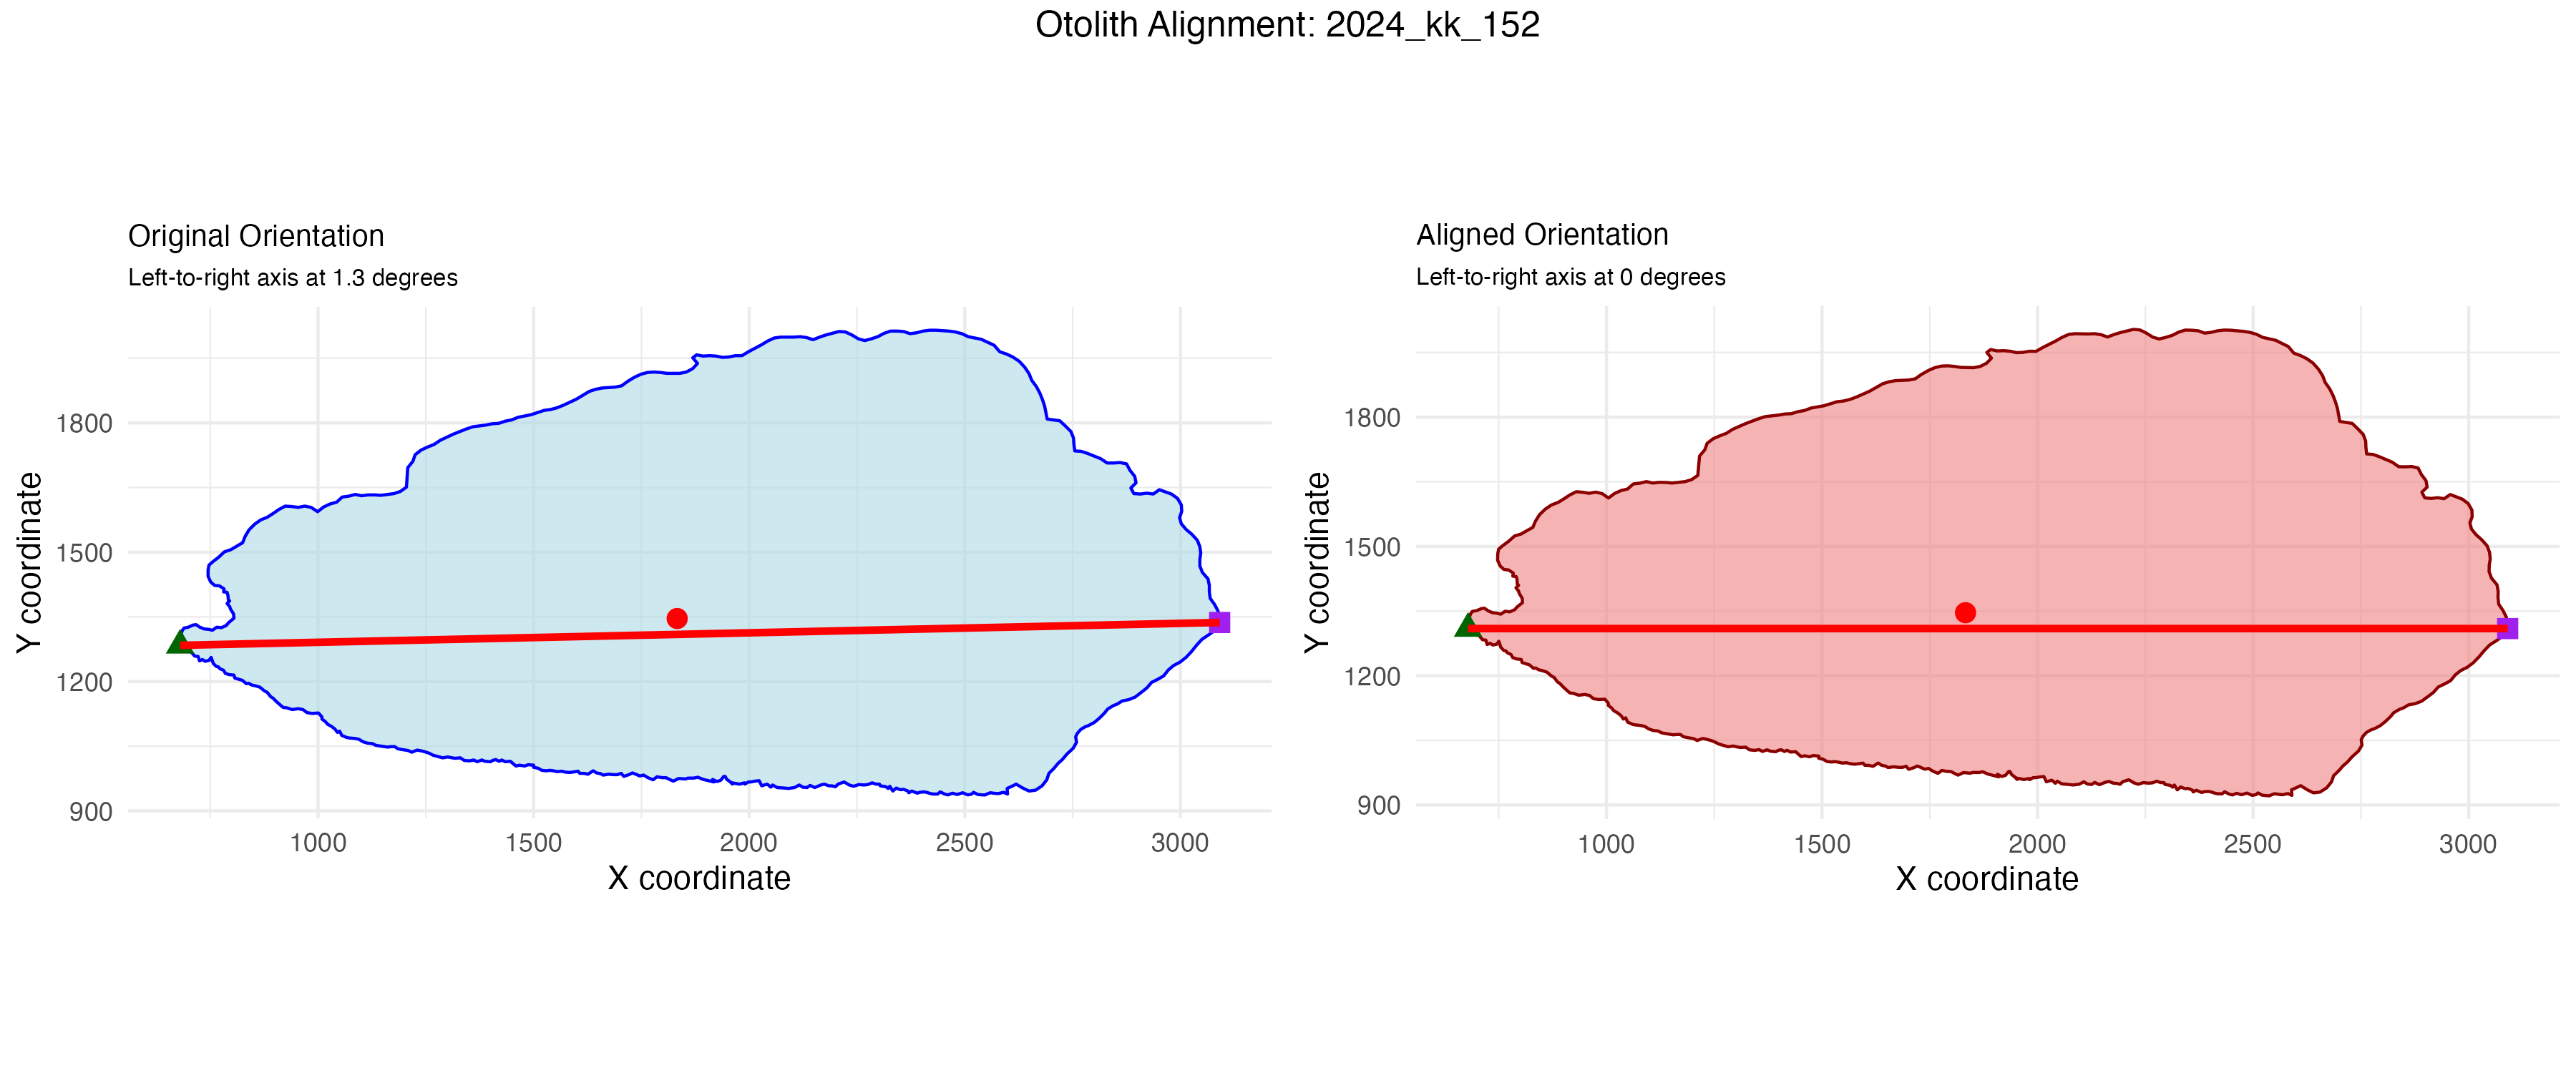 Otolith Alignment: 2024_kk_152
Original Orientation
Left-to-right axis at 1.3 degrees
Y coordinate
1800
1500
1200
900
1000 1500 2000 2500 3000
X coordinate
Aligned Orientation
Left-to-right axis at 0 degrees
Y coordinate
1800
1500
1200
900
1000 1500 2000 2500 3000
X coordinate